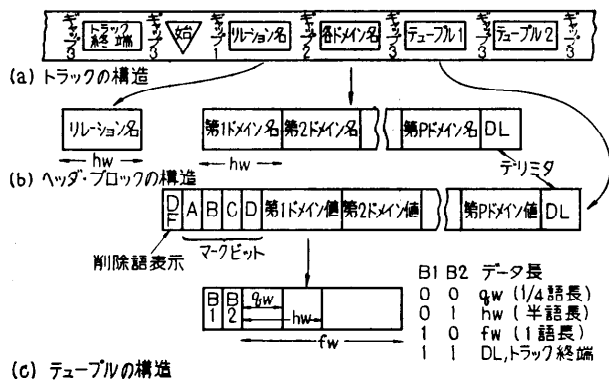 ギャップ3 トラック終端 ギャップ3 始 ギャップ1 リレーション名 ギャップ2 各ドメイン名 ギャップ3 テュープル1 ギャップ3 テュープル2 ギャップ3
(a) トラックの構造
リレーション名 第1ドメイン名 第2ドメイン名 第Pドメイン名 DL
hw hw
デリミタ
(b) ヘッダ・ブロックの構造
DF A B C D 第1ドメイン値 第2ドメイン値 第Pドメイン値 DL
削除語表示 マークビット
B1 B2 qw hw fw
B1 B2 データ長
0 0 qw (1/4語長)
0 1 hw (半語長)
1 0 fw (1語長)
1 1 DL,トラック終端
(c) テュープルの構造